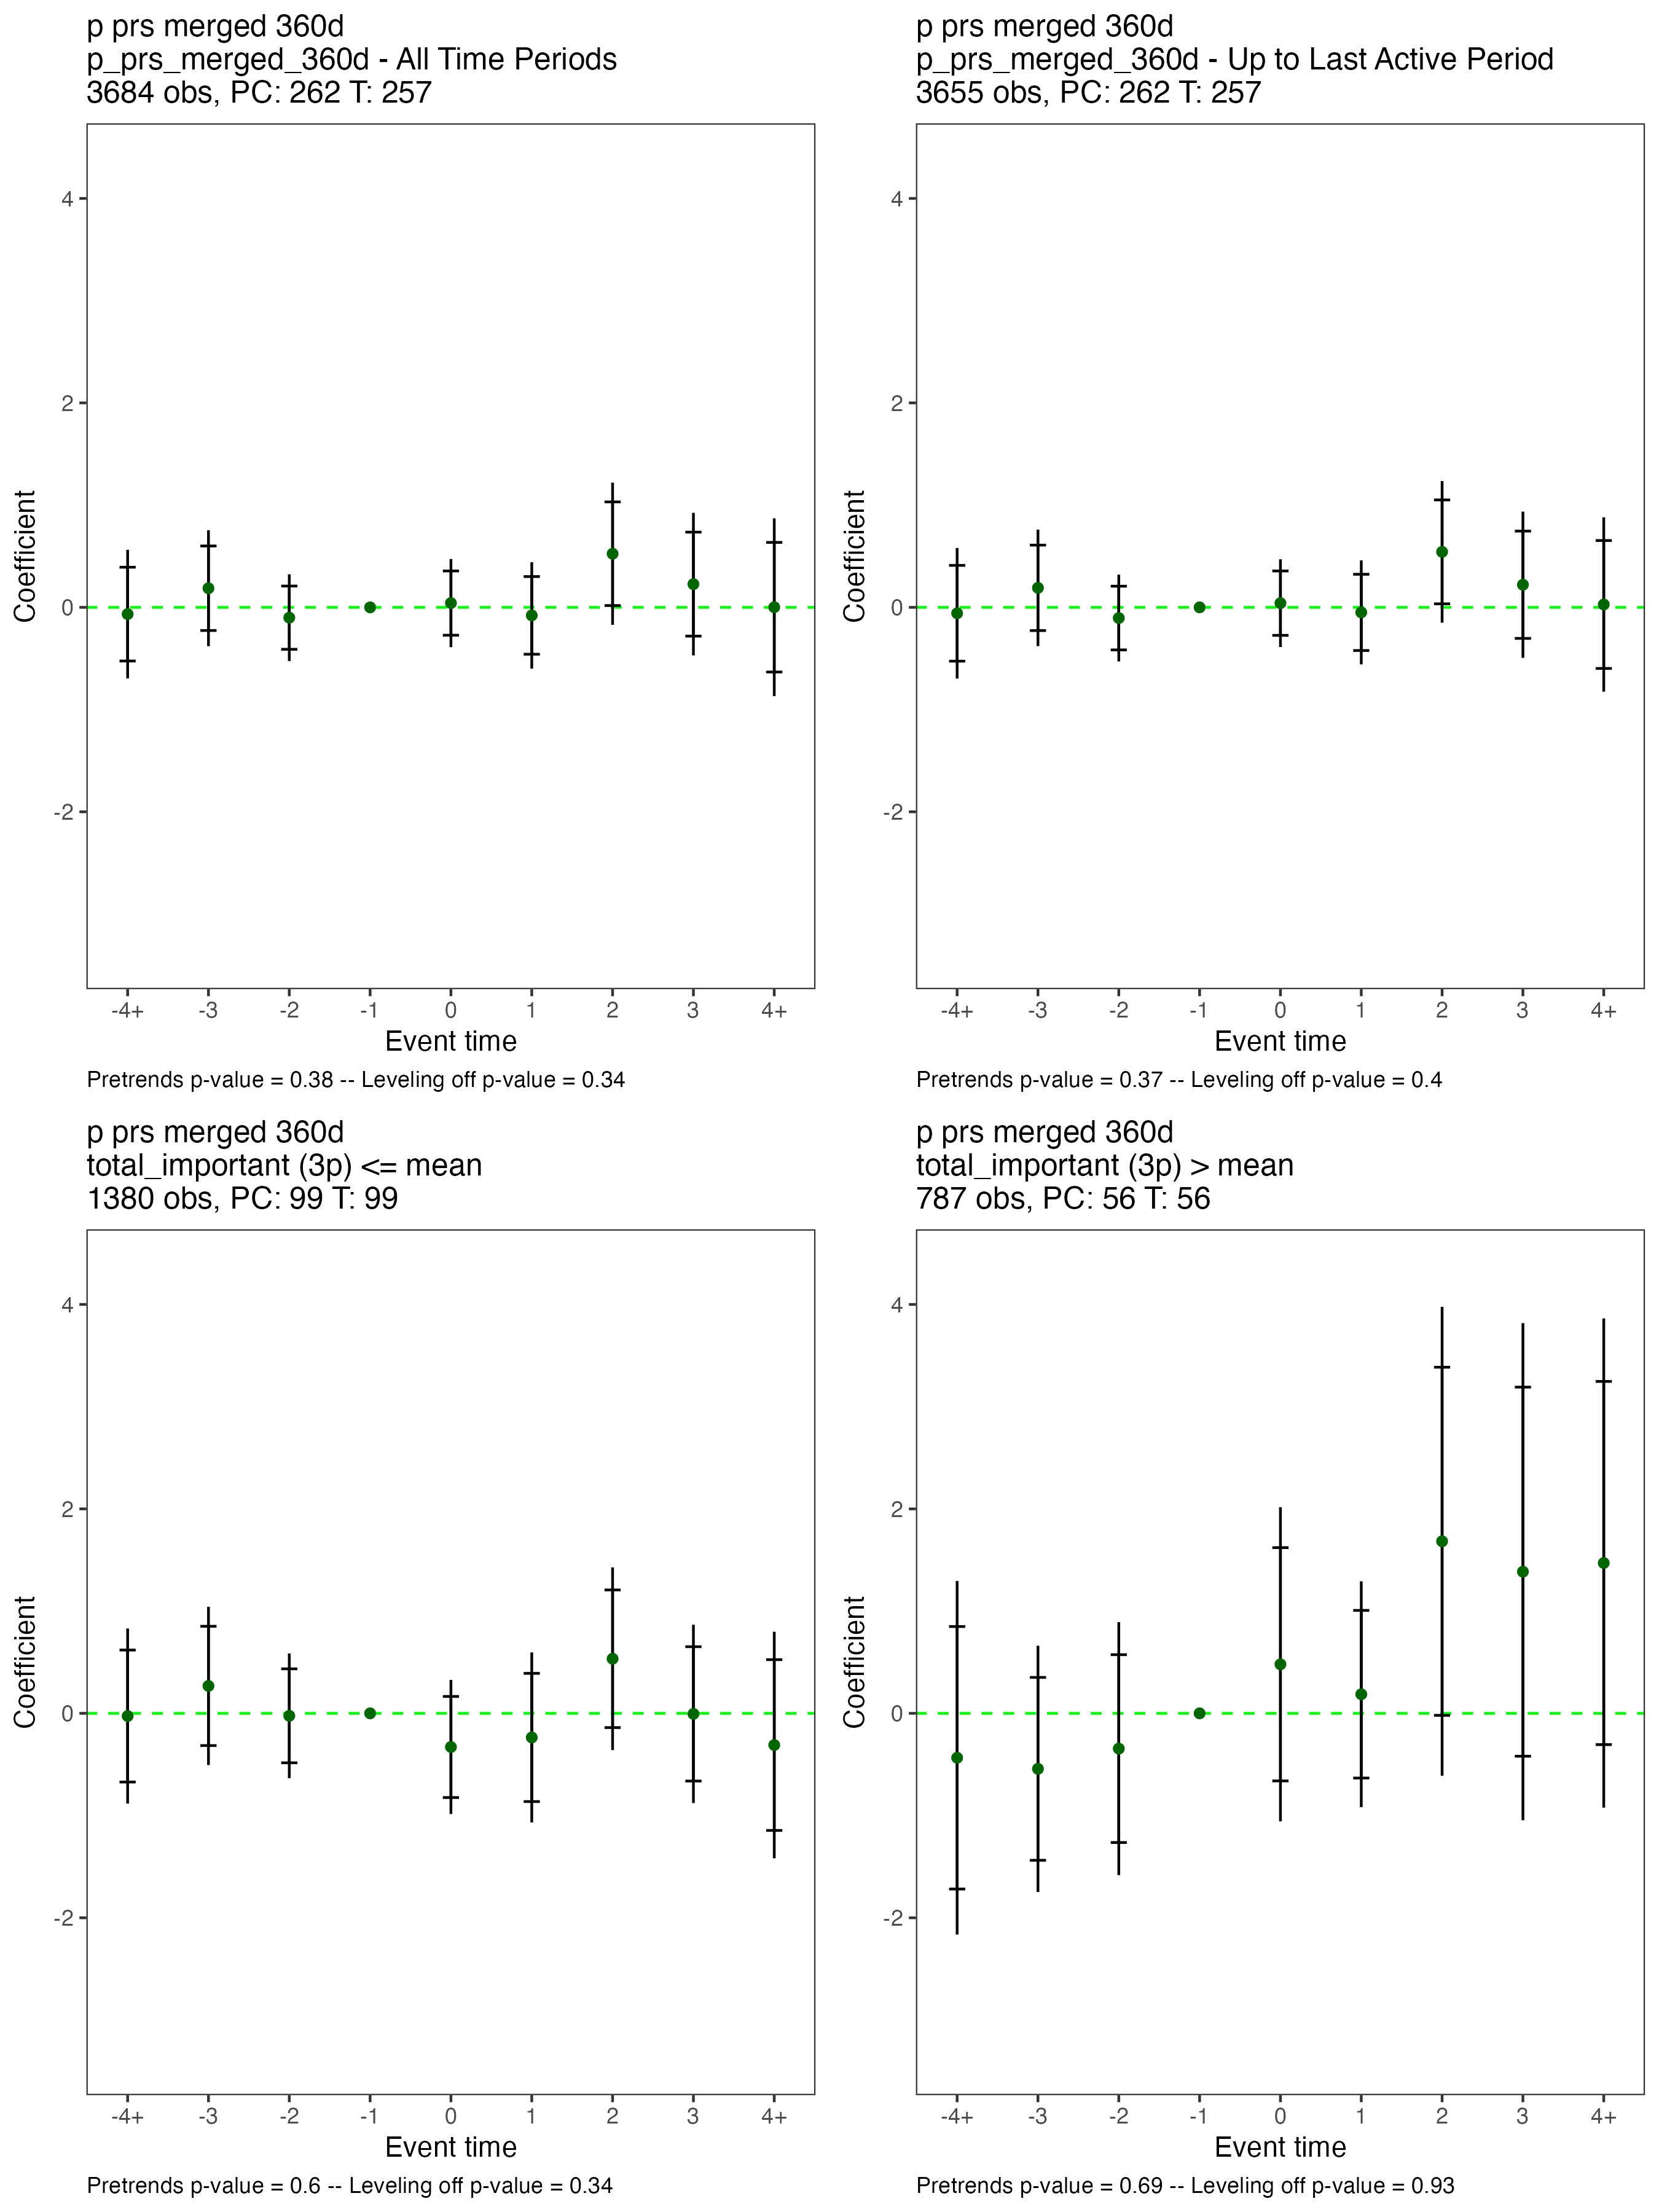 p prs merged 360d
p_prs_merged_360d - All Time Periods
3684 obs, PC: 262 T: 257
4
2
0
-2
Coefficient
-4+ -3 -2 -1 0 1 2 3 4+
Event time
Pretrends p-value = 0.38 -- Leveling off p-value = 0.34
p prs merged 360d
p_prs_merged_360d - Up to Last Active Period
3655 obs, PC: 262 T: 257
4
2
0
-2
Coefficient
-4+ -3 -2 -1 0 1 2 3 4+
Event time
Pretrends p-value = 0.37 -- Leveling off p-value = 0.4
p prs merged 360d
total_important (3p) <= mean
1380 obs, PC: 99 T: 99
4
2
0
-2
Coefficient
-4+ -3 -2 -1 0 1 2 3 4+
Event time
Pretrends p-value = 0.6 -- Leveling off p-value = 0.34
p prs merged 360d
total_important (3p) > mean
787 obs, PC: 56 T: 56
4
2
0
-2
Coefficient
-4+ -3 -2 -1 0 1 2 3 4+
Event time
Pretrends p-value = 0.69 -- Leveling off p-value = 0.93